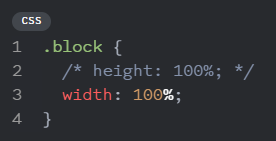 css
1 .block {
2   /* height: 100%; */
3   width: 100%;
4 }